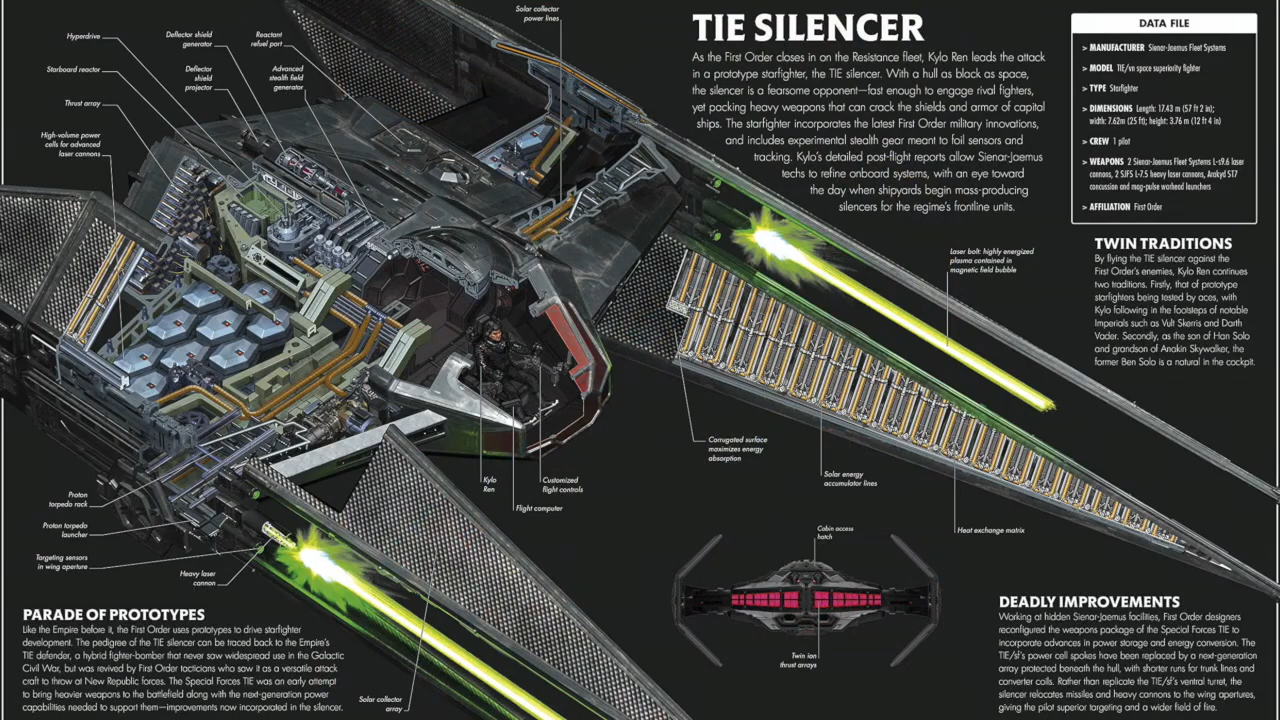 TIE SILENCER
As the First Order closes in on the Resistance fleet, Kylo Ren leads the attack
in a prototype starfighter, the TIE silencer. With a hull as black as space,
the silencer is a fearsome opponent—fast enough to engage rival fighters,
yet packing heavy weapons that can crack the shields and armor of capital
ships. The starfighter incorporates the latest First Order military innovations,
and includes experimental stealth gear meant to foil sensors and
tracking. Kylo's detailed post-flight reports allow Sienar-Jaemus
techs to refine onboard systems, with an eye toward
the day when shipyards begin mass-producing
silencers for the regime's frontline units.
DATA FILE
> MANUFACTURER Sienar-Jaemus Fleet Systems
> MODEL TIE/vn space superiority fighter
> TYPE Starfighter
> DIMENSIONS Length: 17.43 m (57 ft 2 in);
width: 7.62m (25 ft); height: 3.76 m (12 ft 4 in)
> CREW 1 pilot
> WEAPONS 2 Sienar-Jaemus Fleet Systems L-s9.6 laser
cannons, 2 SJFS L-7.5 heavy laser cannons, Arakyd ST7
concussion and mag-pulse warhead launchers
> AFFILIATION First Order
TWIN TRADITIONS
By flying the TIE silencer against the
First Order's enemies, Kylo Ren continues
two traditions. Firstly, that of prototype
starfighters being tested by aces, with
Kylo following in the footsteps of notable
Imperials such as Vult Skerris and Darth
Vader. Secondly, as the son of Han Solo
and grandson of Anakin Skywalker, the
former Ben Solo is a natural in the cockpit.
Solar collector
power lines
Hyperdrive
Deflector shield
generator
Reactant
refuel port
Starboard reactor
Deflector
shield
projector
Advanced
stealth field
generator
Thrust array
High-volume power
cells for advanced
laser cannons
Laser bolt: highly energized
plasma contained in
magnetic field bubble
Corrugated surface
maximizes energy
absorption
Solar energy
accumulator lines
Heat exchange matrix
Kylo
Ren
Customized
flight controls
Flight computer
Proton
torpedo rack
Proton torpedo
launcher
Targeting sensors
in wing aperture
Heavy laser
cannon
Cabin access
hatch
Twin ion
thrust arrays
Solar collector
array
PARADE OF PROTOTYPES
Like the Empire before it, the First Order uses prototypes to drive starfighter
development. The pedigree of the TIE silencer can be traced back to the Empire's
TIE defender, a hybrid fighter-bomber that never saw widespread use in the Galactic
Civil War, but was revived by First Order tacticians who saw it as a versatile attack
craft to throw at New Republic forces. The Special Forces TIE was an early attempt
to bring heavier weapons to the battlefield along with the next-generation power
capabilities needed to support them—improvements now incorporated in the silencer.
DEADLY IMPROVEMENTS
Working at hidden Sienar-Jaemus facilities, First Order designers
reconfigured the weapons package of the Special Forces TIE to
incorporate advances in power storage and energy conversion. The
TIE/sf's power cell spokes have been replaced by a next-generation
array protected beneath the hull, with shorter runs for trunk lines and
converter coils. Rather than replicate the TIE/sf's ventral turret, the
silencer relocates missiles and heavy cannons to the wing apertures,
giving the pilot superior targeting and a wider field of fire.